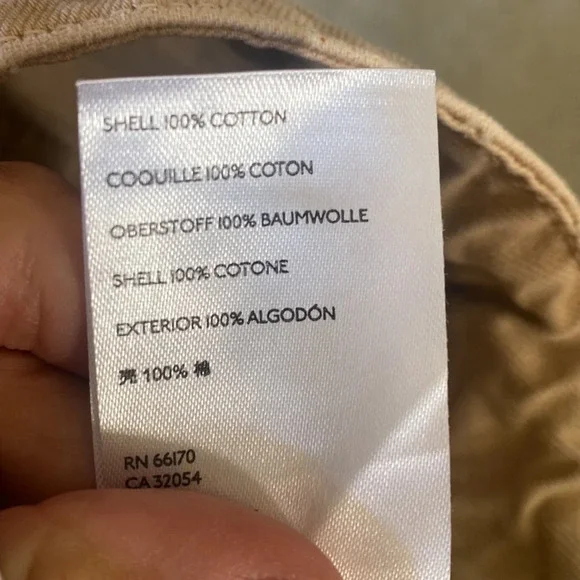 SHELL 100% COTTON
COQUILLE 100% COTON
OBERSTOFF 100% BAUMWOLLE
SHELL 100% COTONE
EXTERIOR 100% ALGODÓN
壳 100% 棉
RN 66170
CA 32054